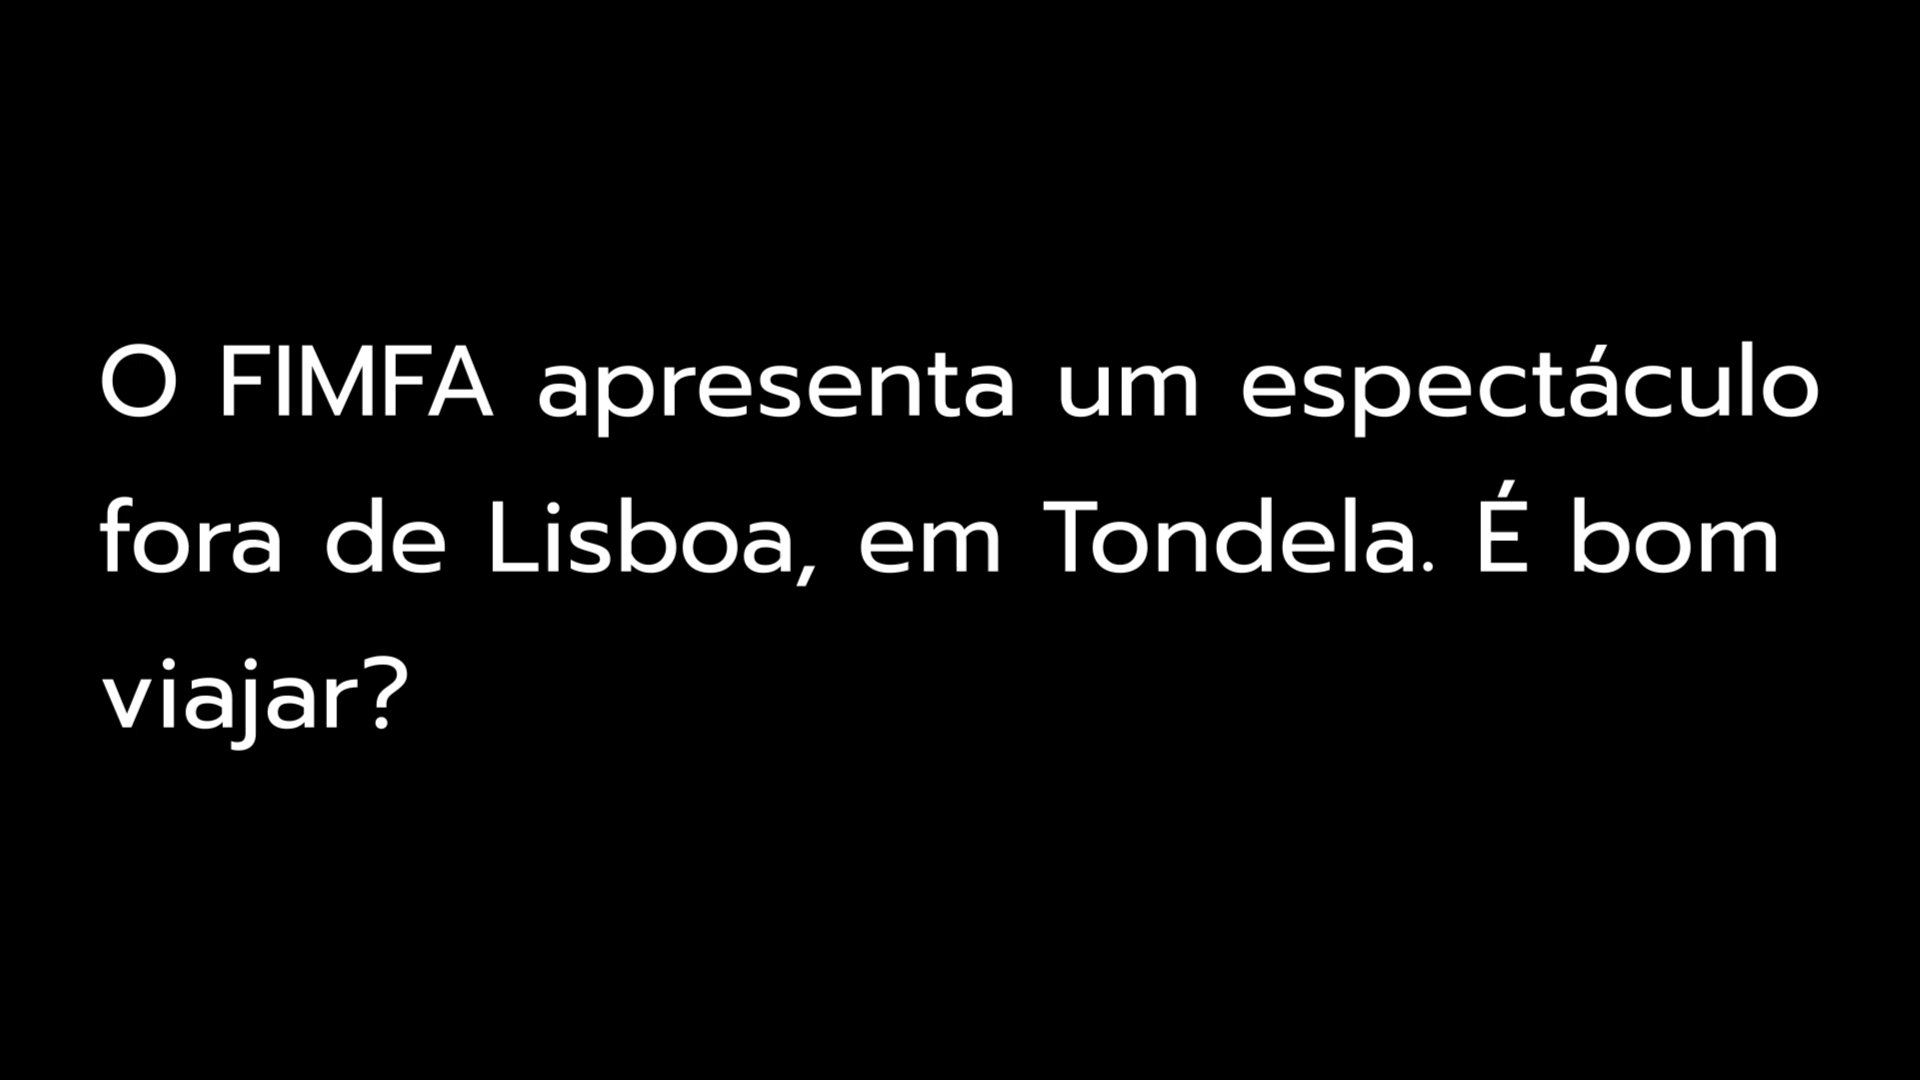 O FIMFA apresenta um espectáculo
fora de Lisboa, em Tondela. É bom
viajar?